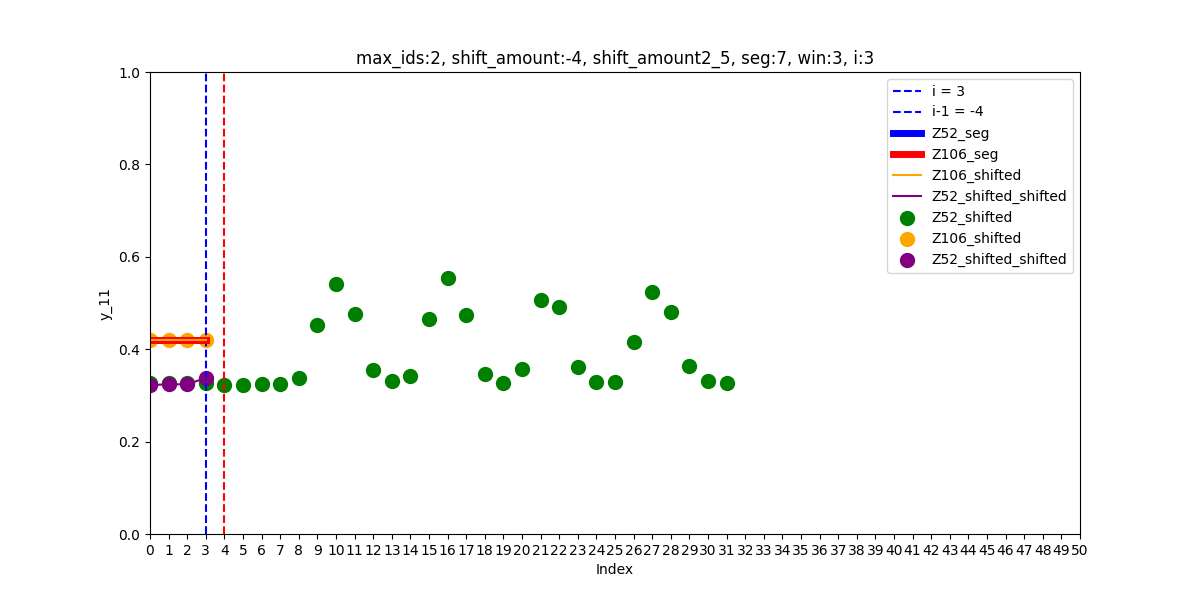 max_ids:2, shift_amount:-4, shift_amount2_5, seg:7, win:3, i:3
i = 3
i-1 = -4
Z52_seg
Z106_seg
Z106_shifted
Z52_shifted_shifted
Z52_shifted
Z106_shifted
Z52_shifted_shifted
1.0
0.8
0.6
0.4
0.2
0.0
y_11
0 1 2 3 4 5 6 7 8 9 10 11 12 13 14 15 16 17 18 19 20 21 22 23 24 25 26 27 28 29 30 31 32 33 34 35 36 37 38 39 40 41 42 43 44 45 46 47 48 49 50
Index